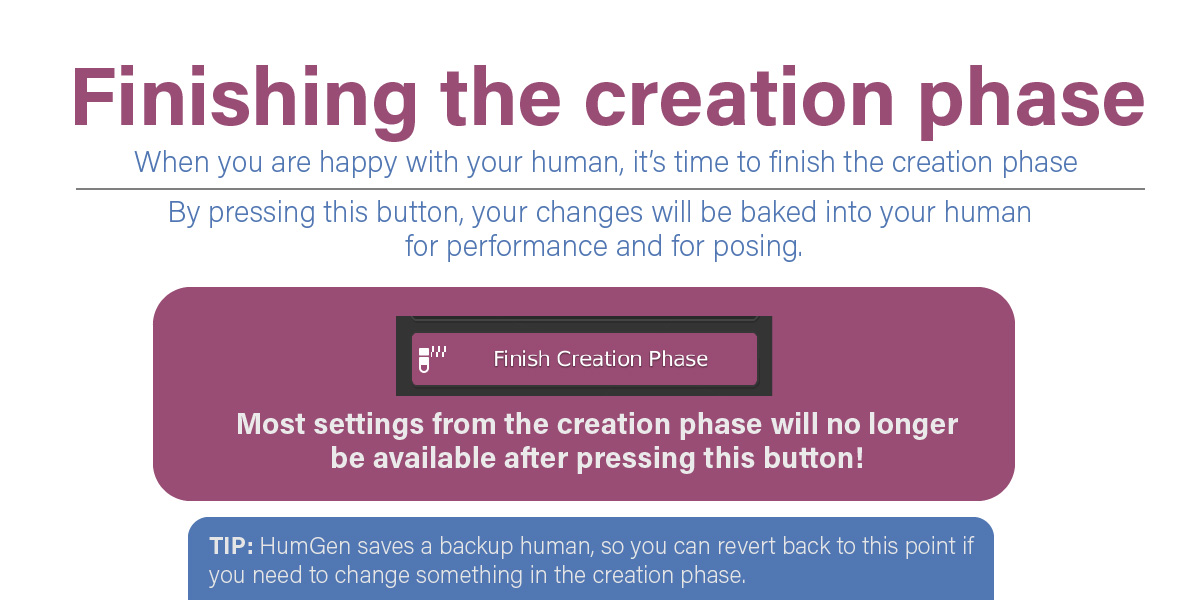 Finishing the creation phase
When you are happy with your human, it’s time to finish the creation phase
By pressing this button, your changes will be baked into your human
for performance and for posing.
Finish Creation Phase
Most settings from the creation phase will no longer
be available after pressing this button!
TIP: HumGen saves a backup human, so you can revert back to this point if
you need to change something in the creation phase.